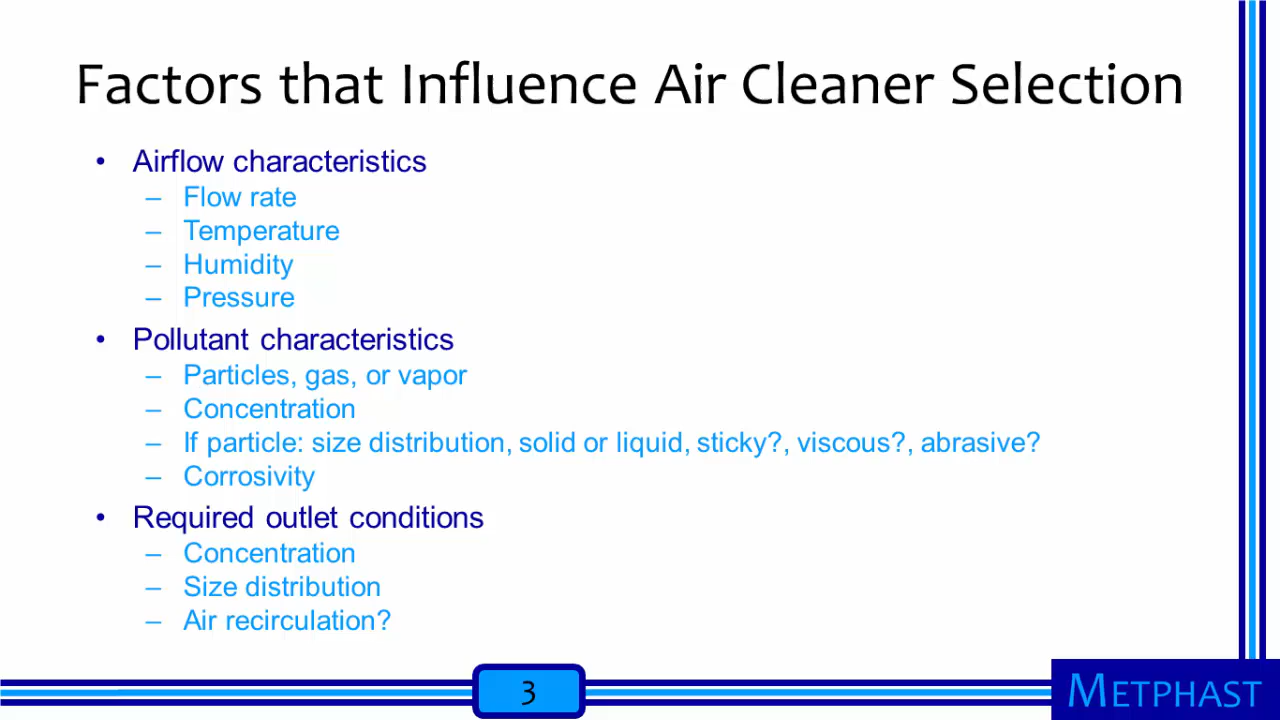 Factors that Influence Air Cleaner Selection
• Airflow characteristics
– Flow rate
– Temperature
– Humidity
– Pressure
• Pollutant characteristics
– Particles, gas, or vapor
– Concentration
– If particle: size distribution, solid or liquid, sticky?, viscous?, abrasive?
– Corrosivity
• Required outlet conditions
– Concentration
– Size distribution
– Air recirculation?
3
METPHAST